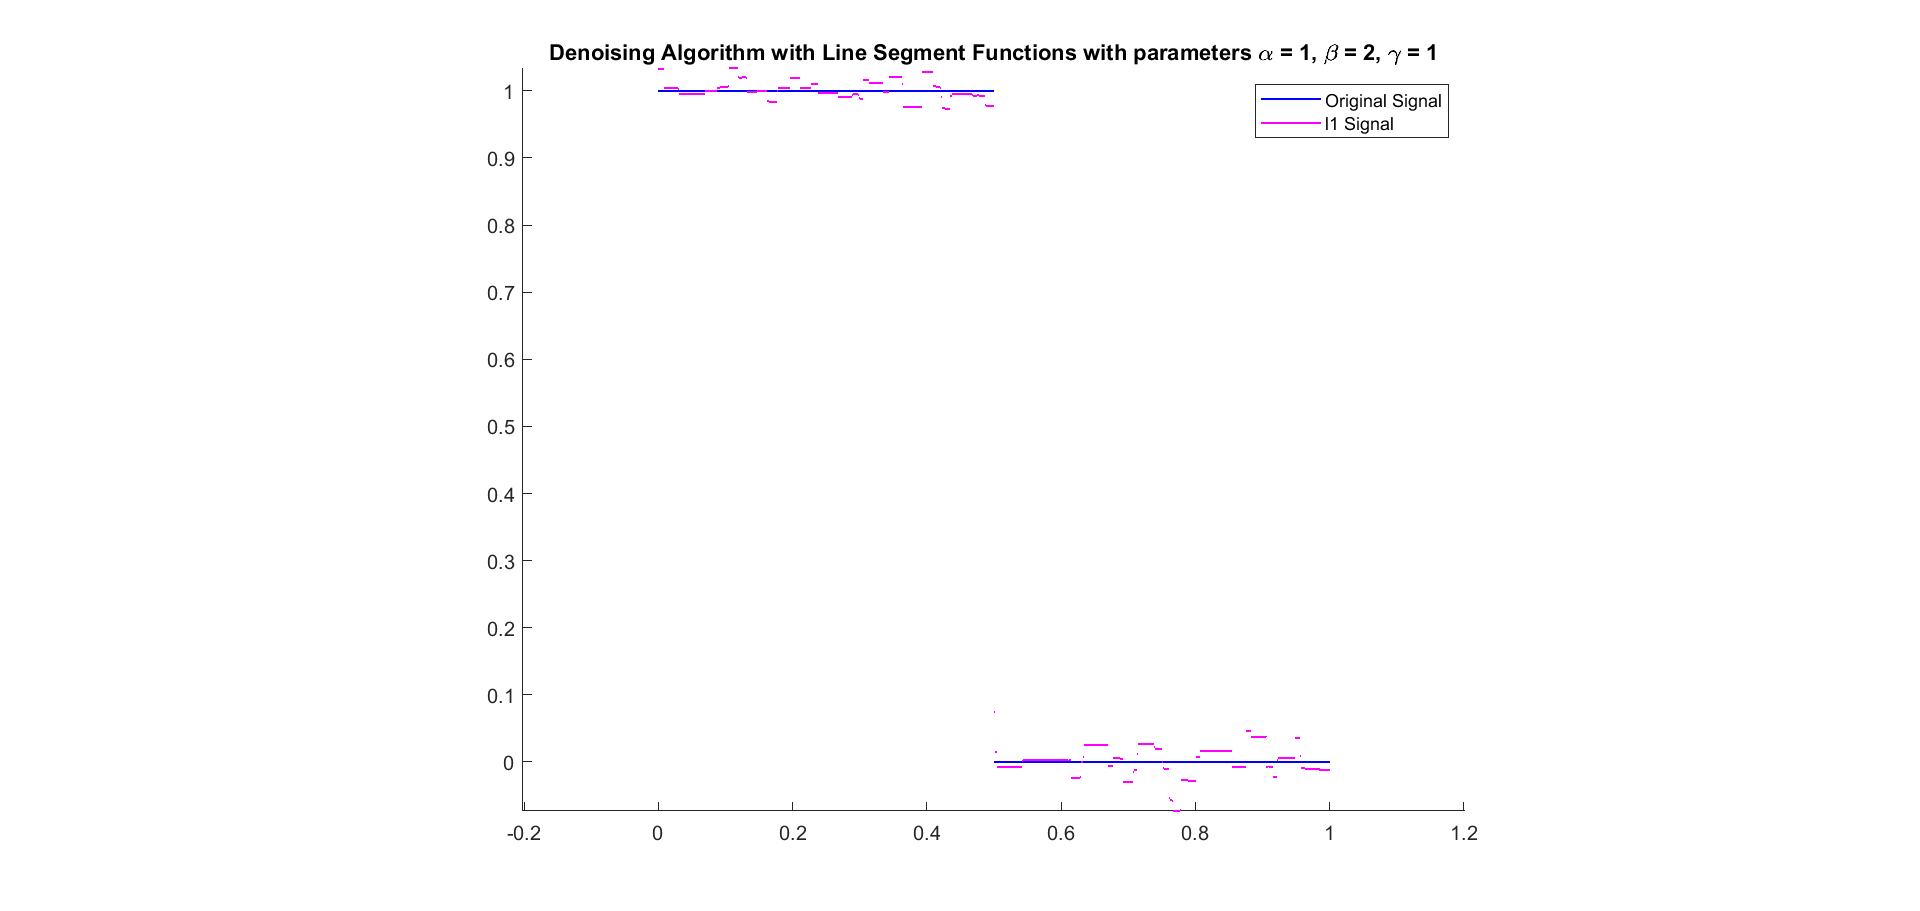 Denoising Algorithm with Line Segment Functions with parameters α = 1, β = 2, γ = 1
Original Signal
l1 Signal
1
0.9
0.8
0.7
0.6
0.5
0.4
0.3
0.2
0.1
0
-0.2 0 0.2 0.4 0.6 0.8 1 1.2